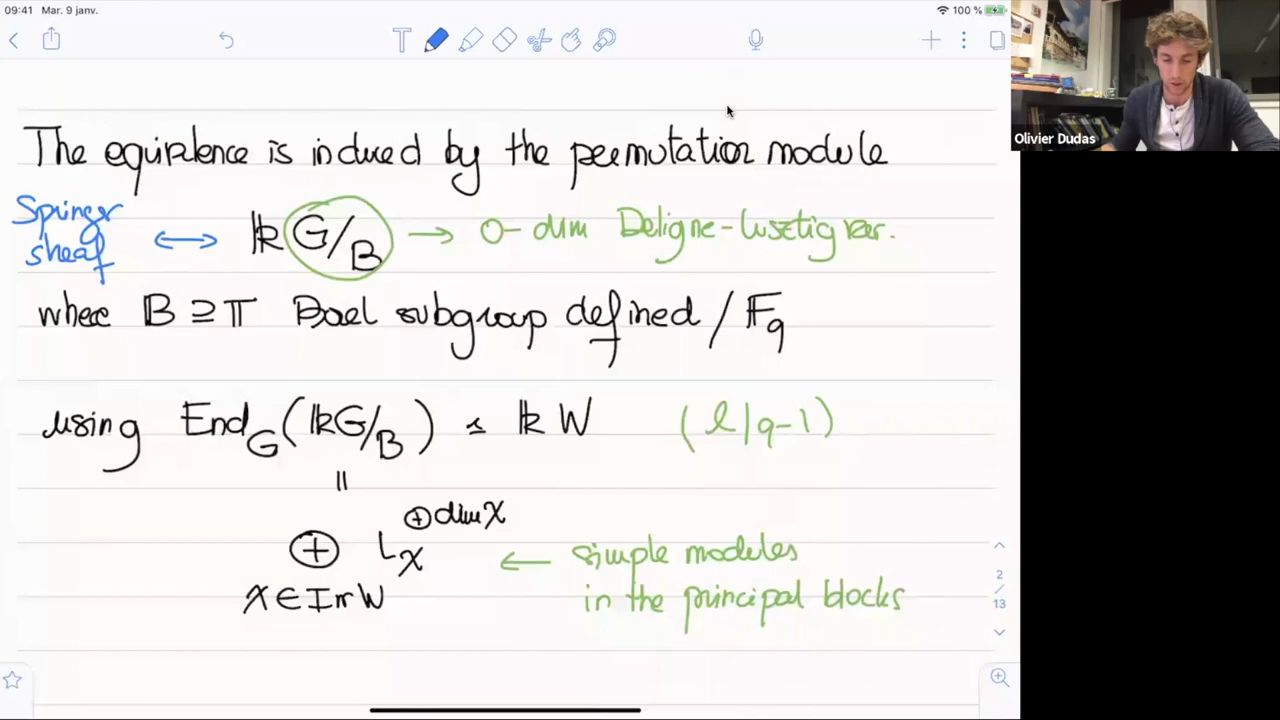 09:41 Mar. 9 janv.
100 %
Olivier Dudas
The equivalence is induced by the permutation module
Springer sheaf ↔ 𝕜G/B → 0-dim Deligne-Lusztig var.
where B ⊇ T Borel subgroup defined / F_q
using End_G(𝕜G/B) ≃ 𝕜W (l | q-1)
||
⊕ L_χ^{⊕ dim χ} ← simple modules
χ ∈ Irr W in the principal blocks
2
/
13